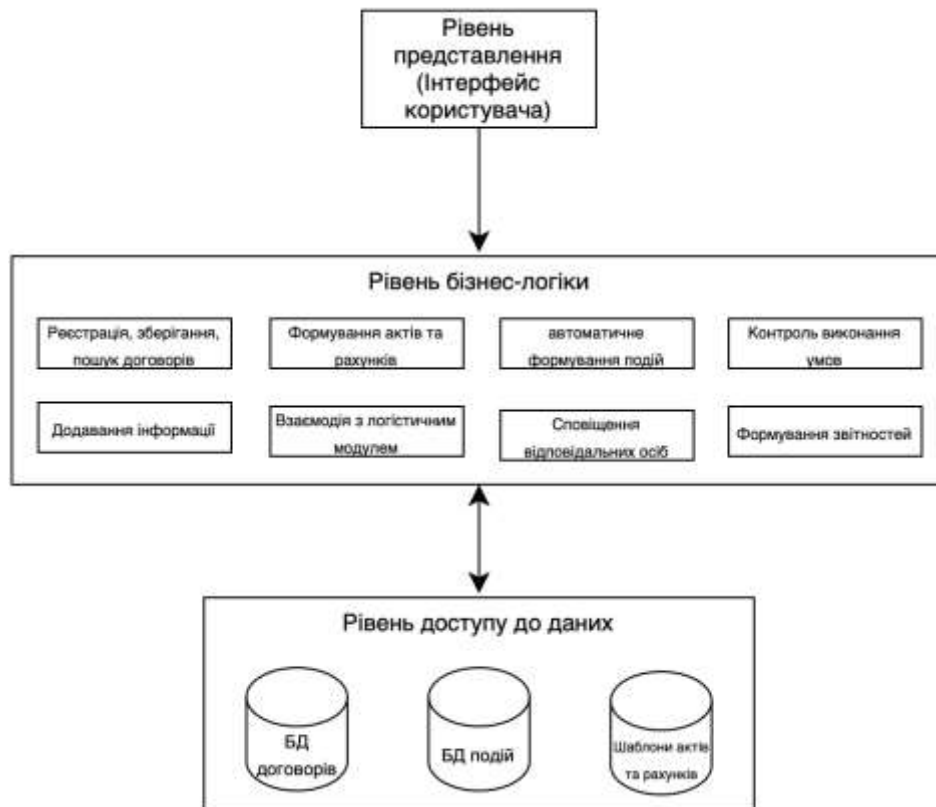 Рівень
представлення
(Інтерфейс
користувача)
Рівень бізнес-логіки
Реєстрація, зберігання,
пошук договорів
Формування актів та
рахунків
автоматичне
формування подій
Контроль виконання
умов
Додавання інформації
Взаємодія з логістичним
модулем
Сповіщення
відповідальних осіб
Формування звітностей
Рівень доступу до даних
БД
договорів
БД подій
Шаблони актів
та рахунків